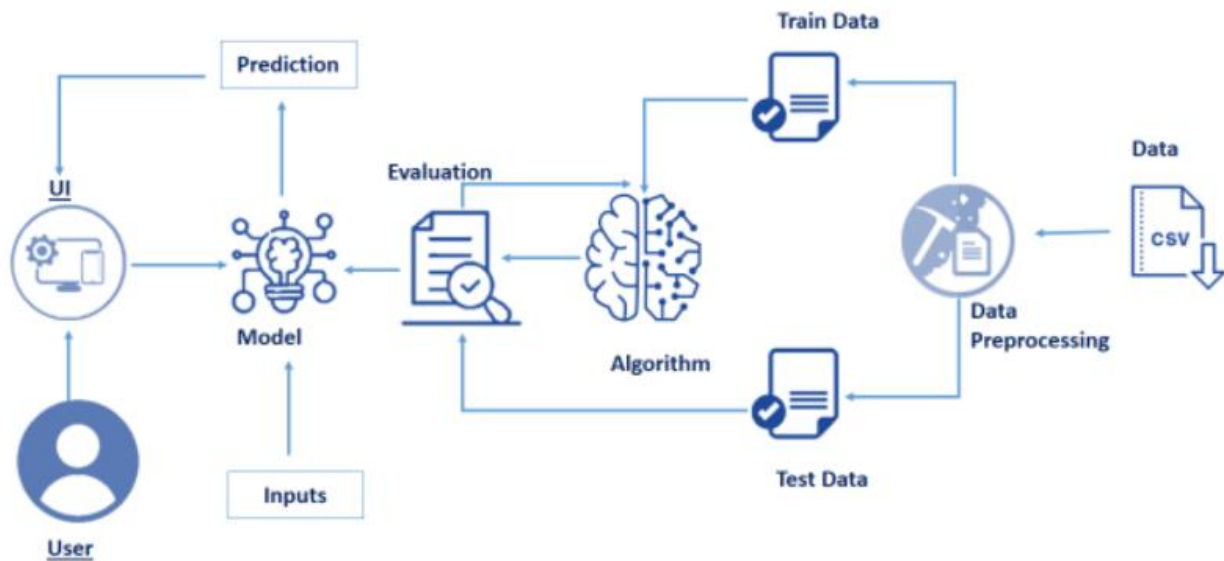 Train Data
Prediction
Data
Evaluation
UI
CSV
Data
Preprocessing
Model
Algorithm
Test Data
Inputs
User